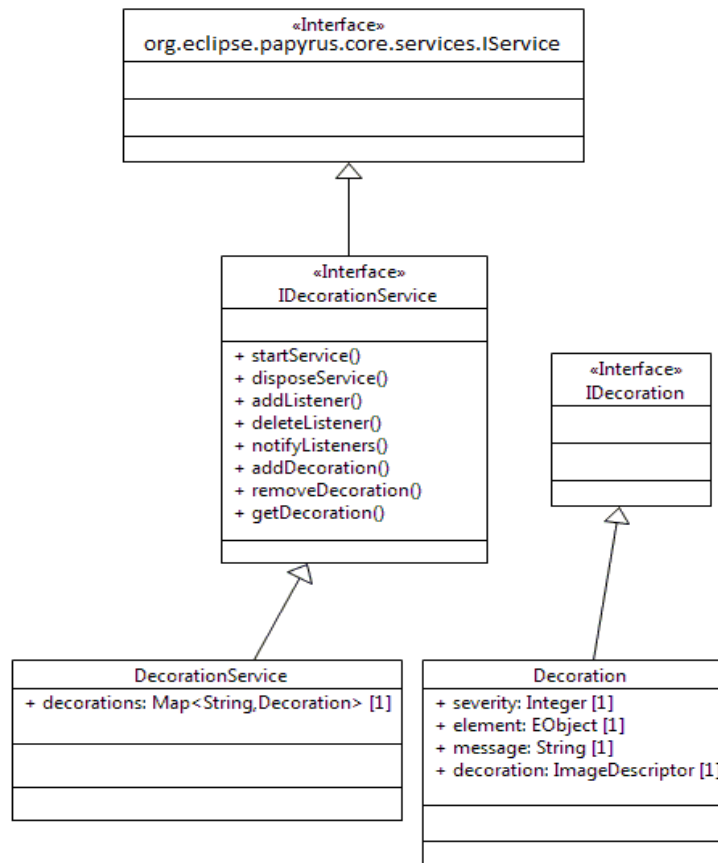 «Interface»
org.eclipse.papyrus.core.services.IService
«Interface»
IDecorationService
+ startService()
+ disposeService()
+ addListener()
+ deleteListener()
+ notifyListeners()
+ addDecoration()
+ removeDecoration()
+ getDecoration()
«Interface»
IDecoration
DecorationService
+ decorations: Map<String,Decoration> [1]
Decoration
+ severity: Integer [1]
+ element: EObject [1]
+ message: String [1]
+ decoration: ImageDescriptor [1]